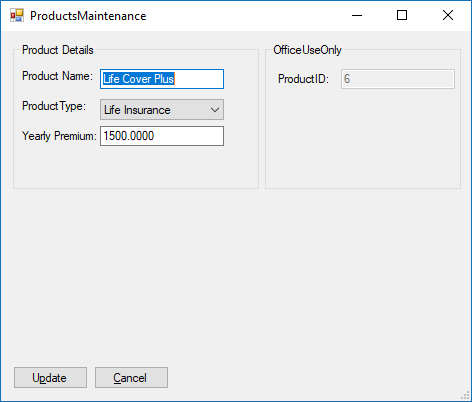 ProductsMaintenance
Product Details
Product Name: Life Cover Plus
ProductType: Life Insurance
Yearly Premium: 1500.0000
OfficeUseOnly
ProductID: 6
Update Cancel